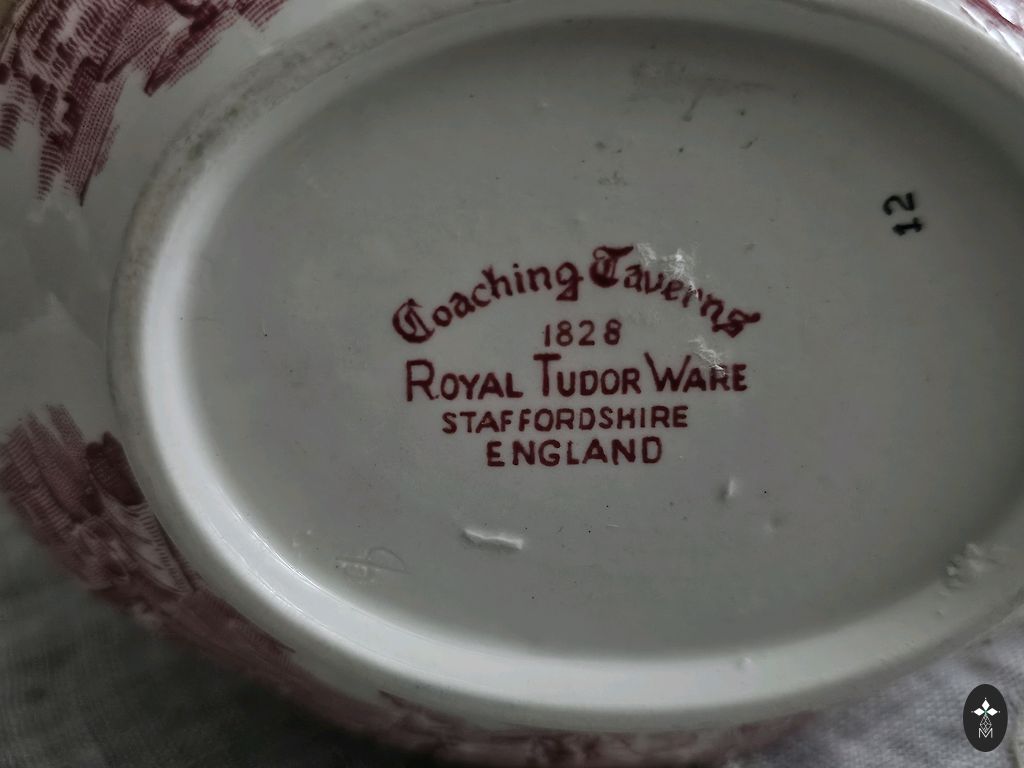 Coaching Taverns
1828
ROYAL TUDOR WARE
STAFFORDSHIRE
ENGLAND
12
M